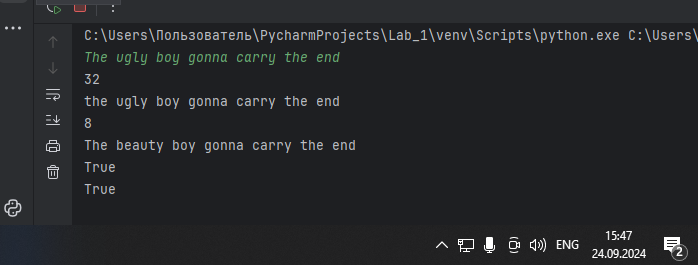 C:\Users\Пользователь\PycharmProjects\Lab_1\venv\Scripts\python.exe C:\Users\
The ugly boy gonna carry the end
32
the ugly boy gonna carry the end
8
The beauty boy gonna carry the end
True
True
ENG
15:47
24.09.2024
2